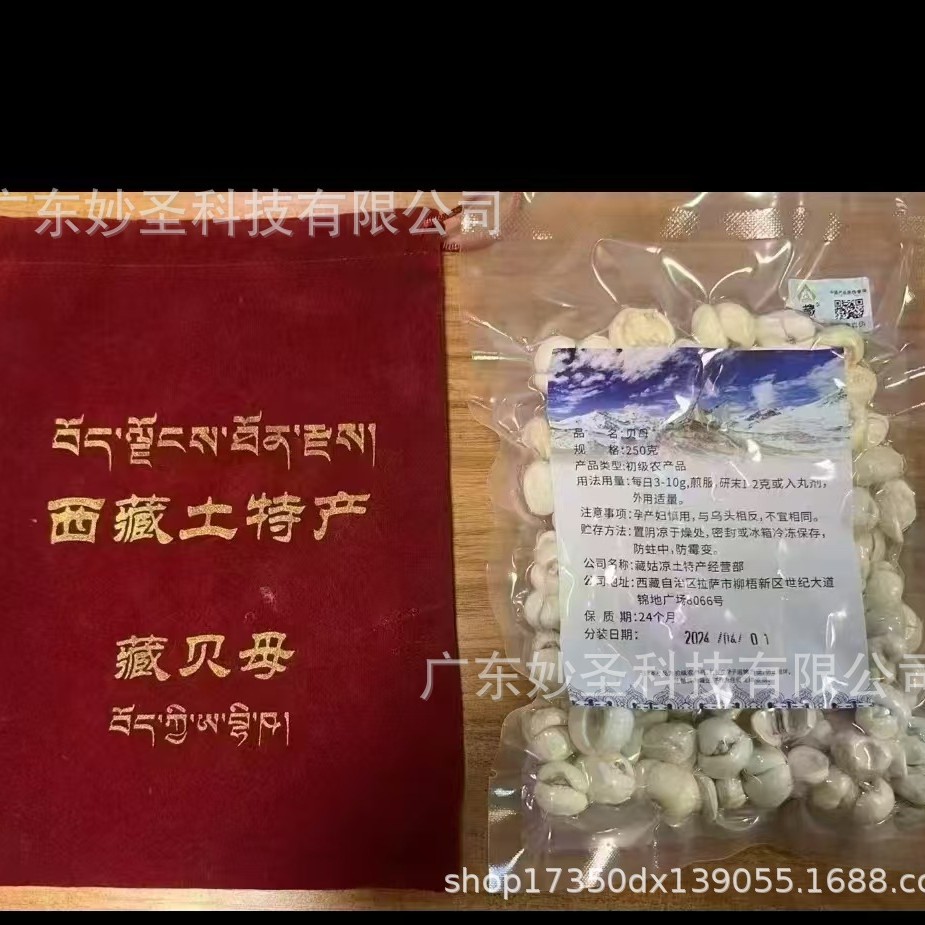 广东妙圣科技有限公司
བོད་ལྗོངས་ཐོན་རྫས།
西藏土特产
藏贝母
བོད་ཀྱི་ཨ་བྷི་ཁ།
藏
品 名:贝母
规 格:250克
产品类型:初级农产品
用法用量:每日3-10g,煎服,研末1.2克或入丸剂,
外用适量。
注意事项:孕产妇慎用,与乌头相反,不宜相同。
贮存方法:置阴凉于燥处,密封或冰箱冷冻保存,
防蛀中,防霉变。
公司名称:藏姑凉土特产经营部
公司地址:西藏自治区拉萨市柳梧新区世纪大道
锦地广场6066号
保 质 期:24个月
分装日期: 2024/04/01
广东妙圣科技有限公司
shop17350dx139055.1688.co